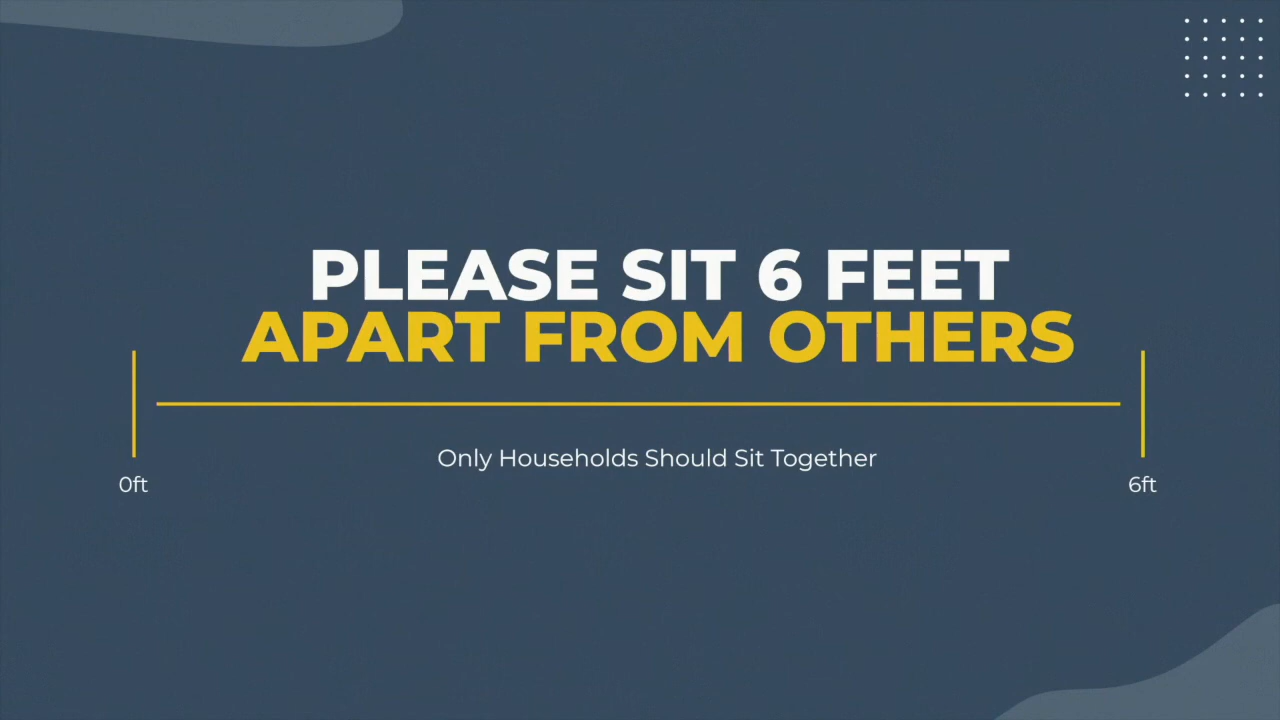 PLEASE SIT 6 FEET
APART FROM OTHERS
Only Households Should Sit Together
0ft
6ft